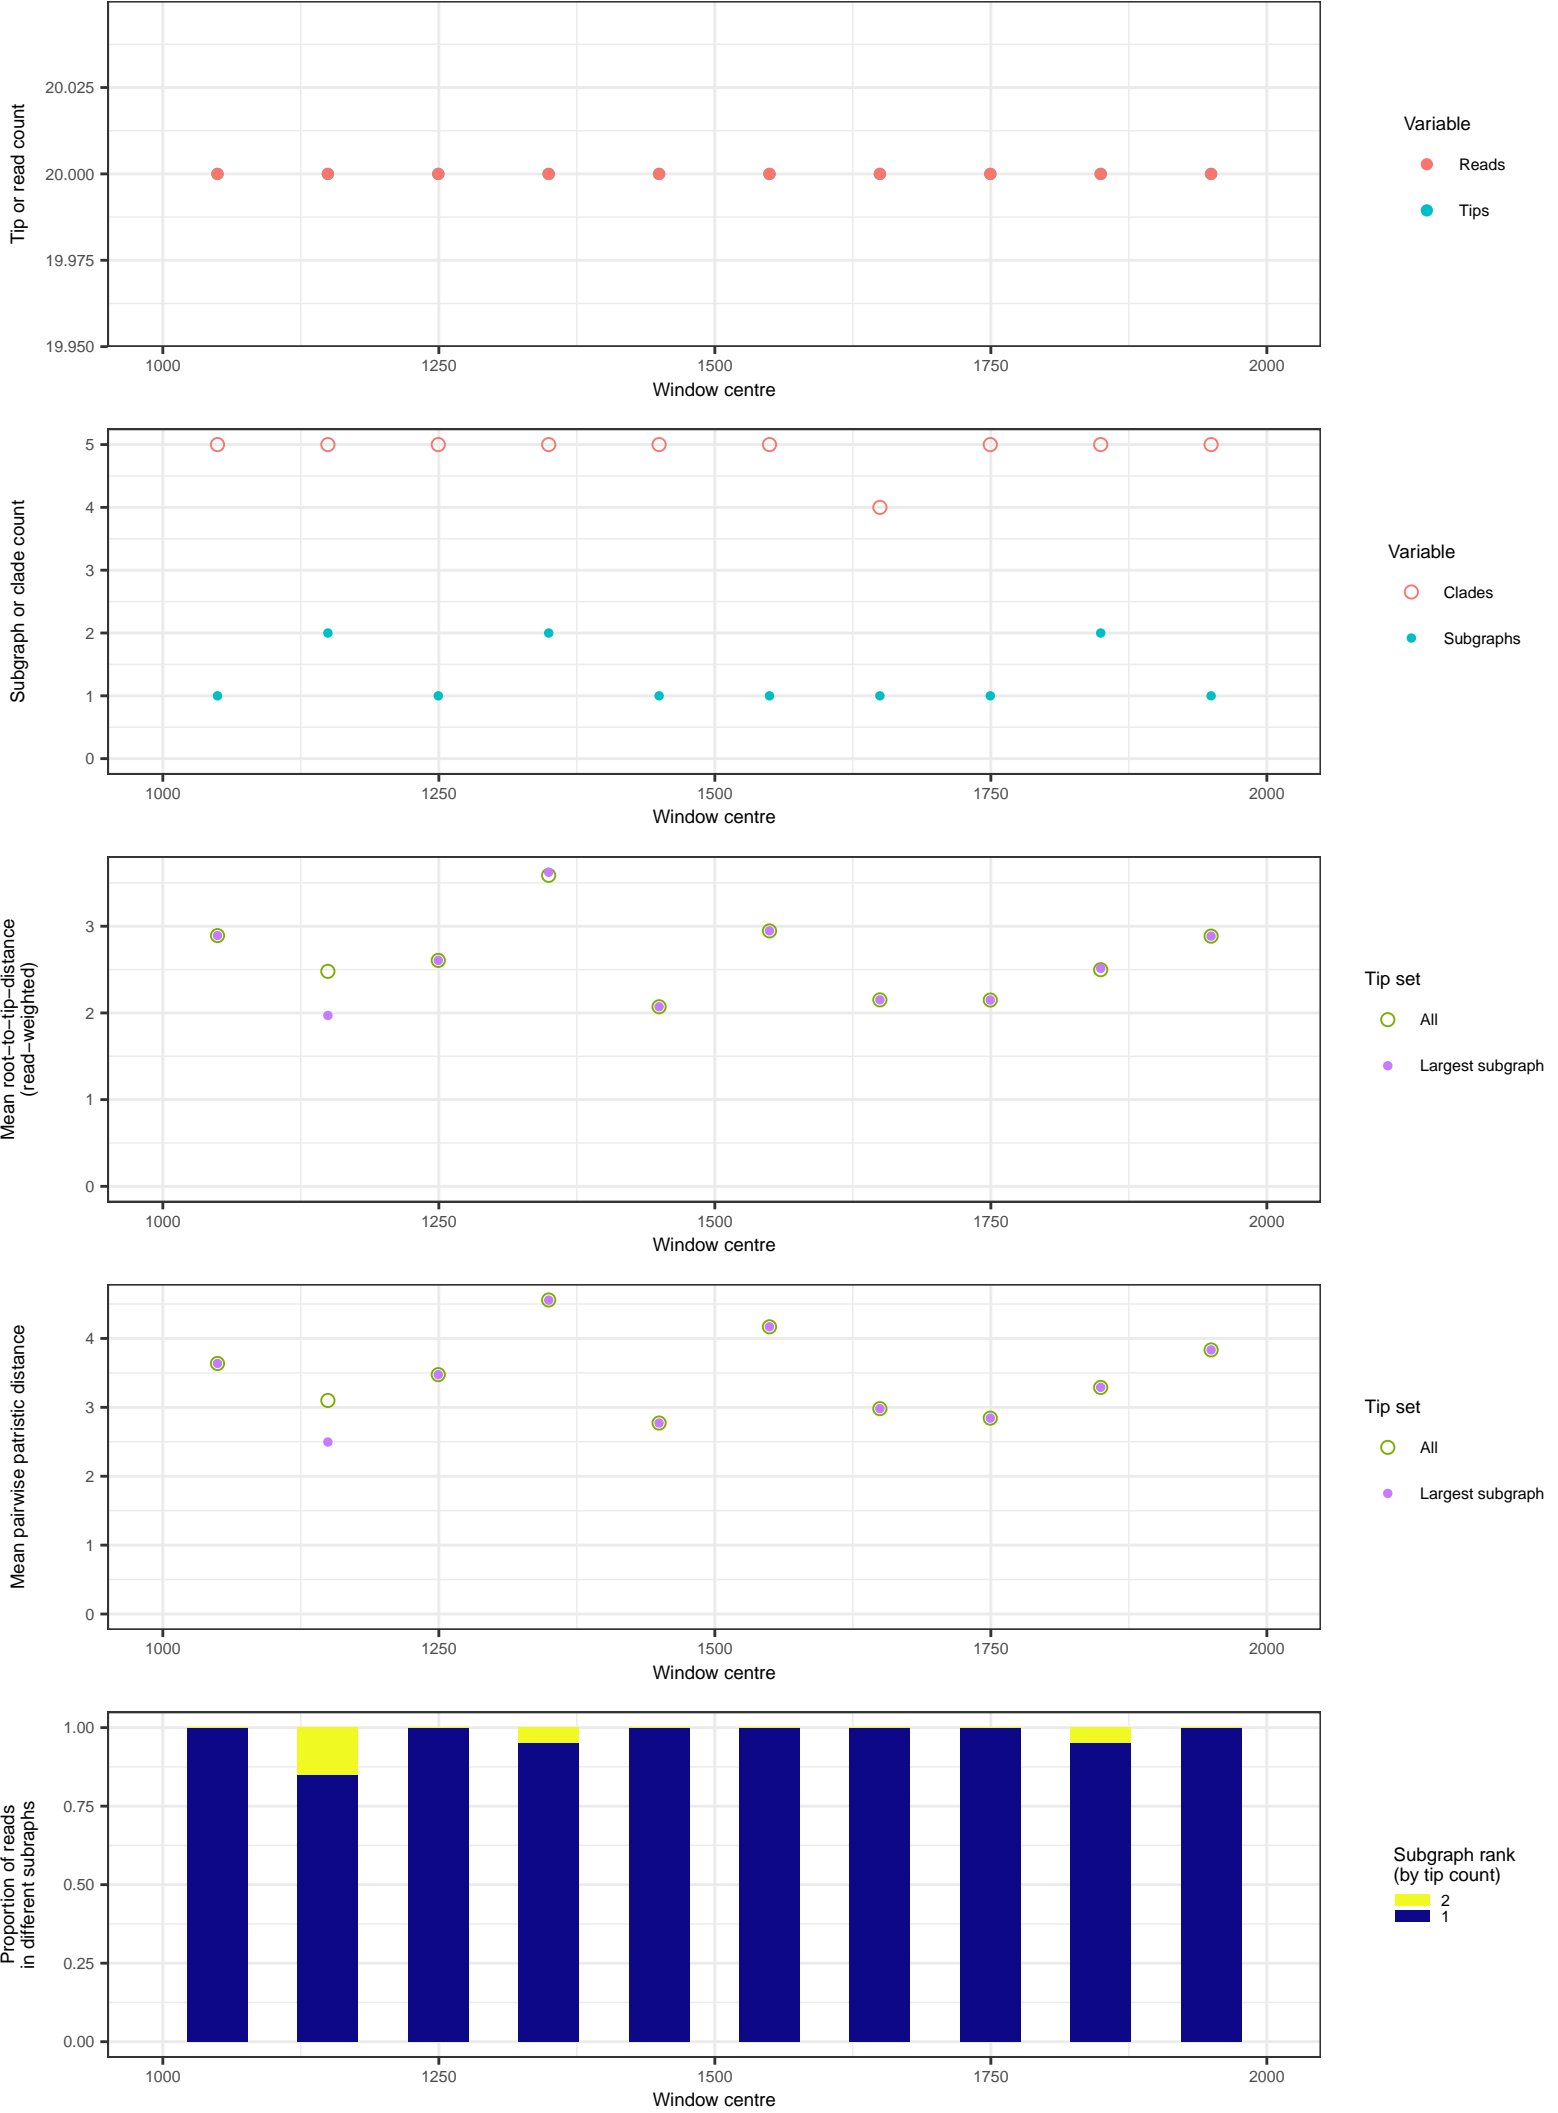 Tip or read count
20.025
20.000
19.975
19.950
1000 1250 1500 1750 2000
Window centre
Variable
Reads
Tips
Subgraph or clade count
5
4
3
2
1
0
1000 1250 1500 1750 2000
Window centre
Variable
Clades
Subgraphs
Mean root−to−tip−distance
(read−weighted)
3
2
1
0
1000 1250 1500 1750 2000
Window centre
Tip set
All
Largest subgraph
Mean pairwise patristic distance
4
3
2
1
0
1000 1250 1500 1750 2000
Window centre
Tip set
All
Largest subgraph
Proportion of reads
in different subraphs
1.00
0.75
0.50
0.25
0.00
1000 1250 1500 1750 2000
Window centre
Subgraph rank
(by tip count)
2
1